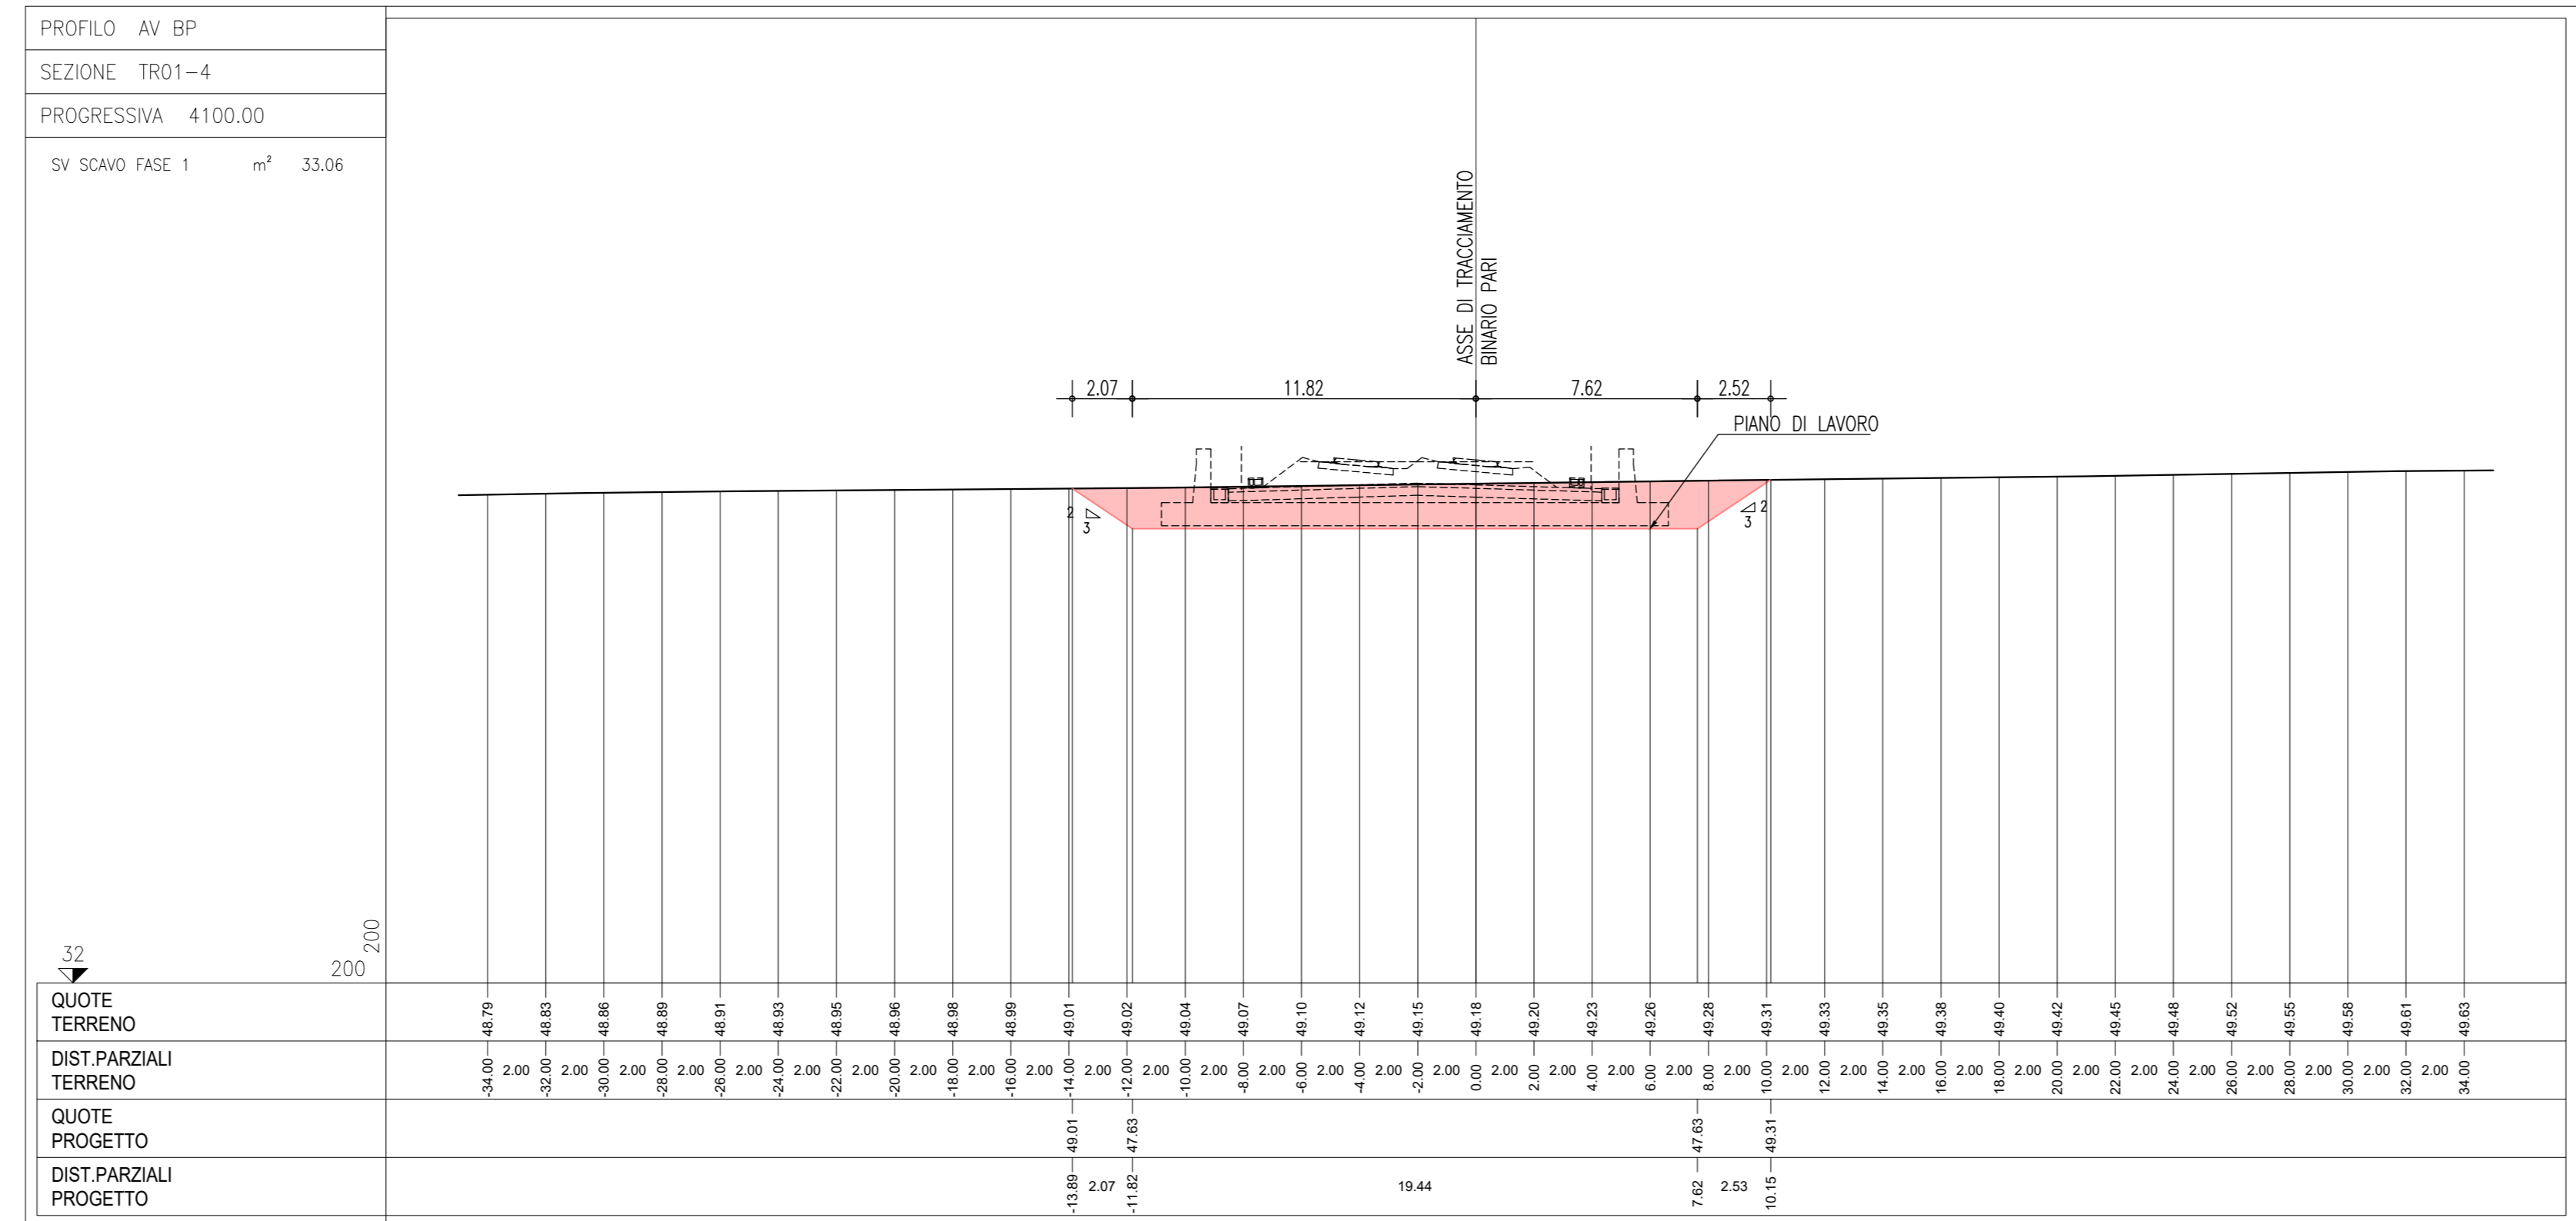 PROFILO AV BP
SEZIONE TR01-4
PROGRESSIVA 4100.00
SV SCAVO FASE 1 m² 33.06
ASSE DI TRACCIAMENTO
BINARIO PARI
2.07 11.82 7.62 2.52
PIANO DI LAVORO
2
3
2
3
32
200
200
QUOTE
TERRENO
48.79 48.83 48.86 48.89 48.91 48.93 48.95 48.96 48.98 48.99 49.01 49.02 49.04 49.07 49.10 49.12 49.15 49.18 49.20 49.23 49.26 49.28 49.31 49.33 49.35 49.38 49.40 49.42 49.45 49.48 49.52 49.55 49.58 49.61 49.63
DIST.PARZIALI
TERRENO
-34.00 2.00 -32.00 2.00 -30.00 2.00 -28.00 2.00 -26.00 2.00 -24.00 2.00 -22.00 2.00 -20.00 2.00 -18.00 2.00 -16.00 2.00 -14.00 2.00 -12.00 2.00 -10.00 2.00 -8.00 2.00 -6.00 2.00 -4.00 2.00 -2.00 2.00 0.00 2.00 2.00 2.00 4.00 2.00 6.00 2.00 8.00 2.00 10.00 2.00 12.00 2.00 14.00 2.00 16.00 2.00 18.00 2.00 20.00 2.00 22.00 2.00 24.00 2.00 26.00 2.00 28.00 2.00 30.00 2.00 32.00 2.00 34.00
QUOTE
PROGETTO
49.01 47.63 47.63 49.31
DIST.PARZIALI
PROGETTO
-13.89 2.07 -11.82 19.44 7.62 2.53 10.15